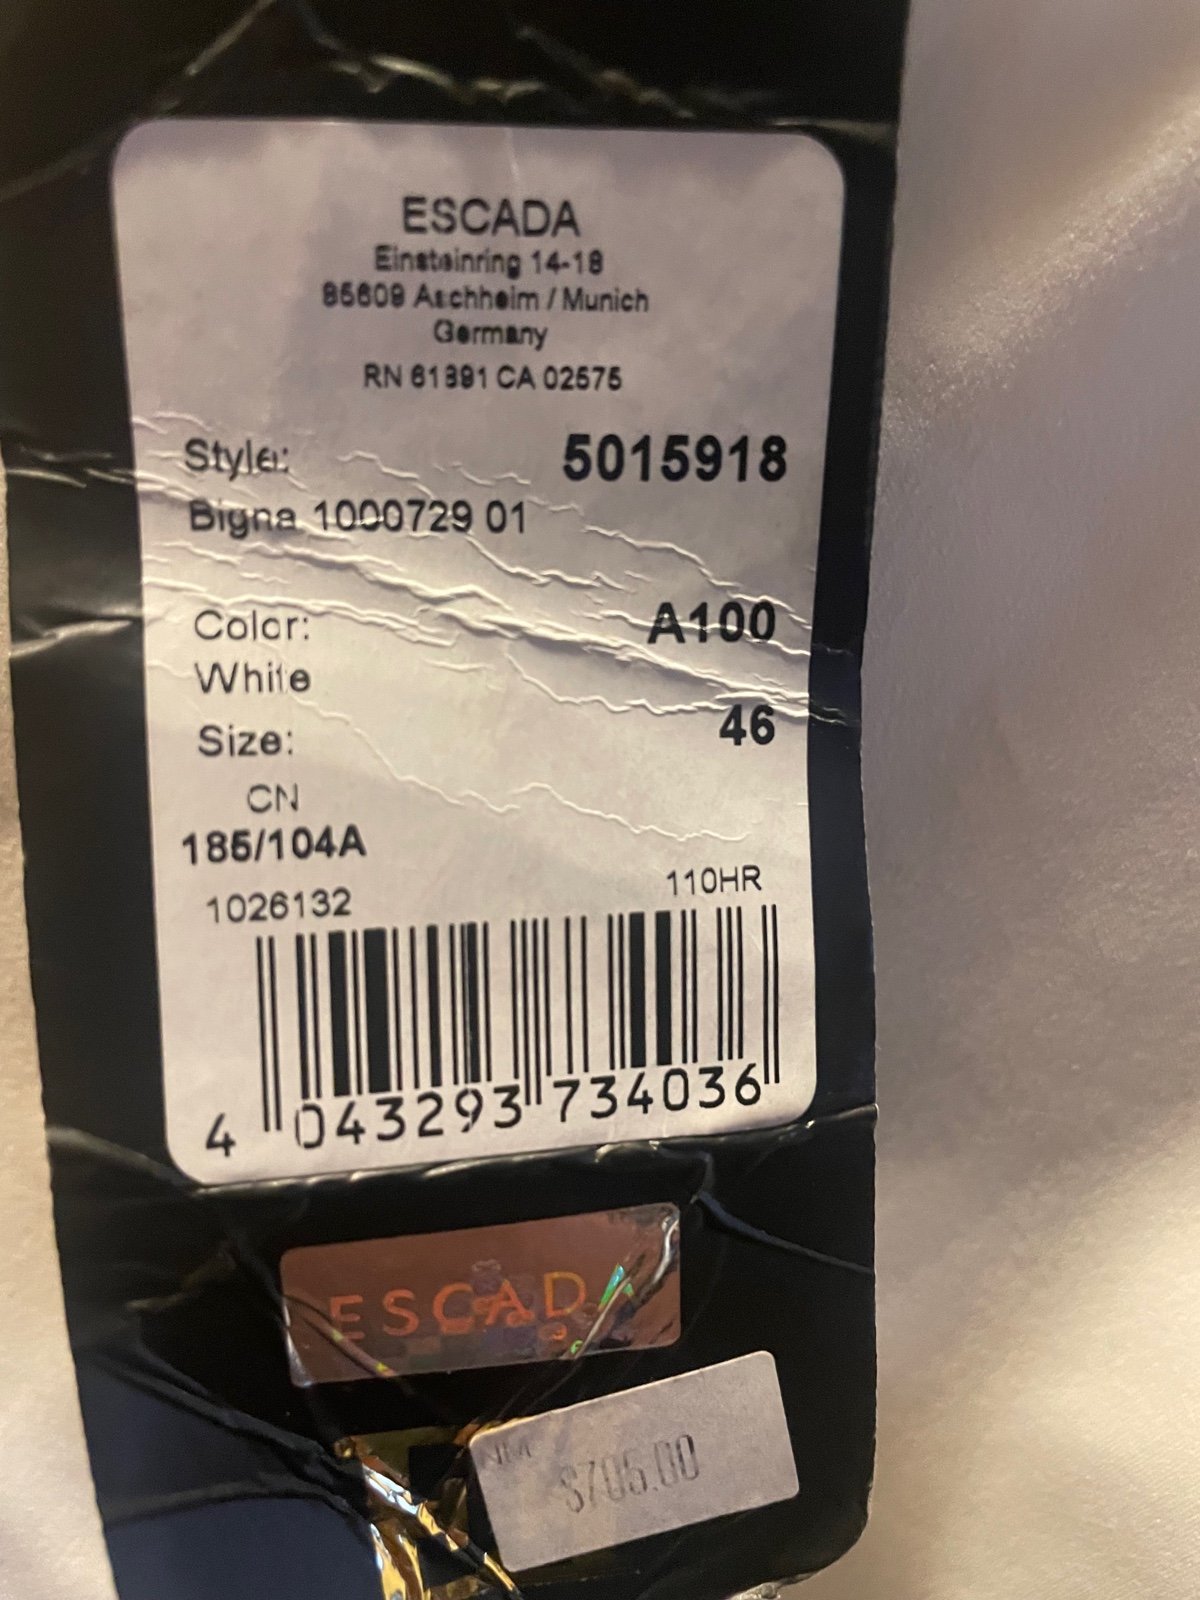 ESCADA
Einsteinring 14-18
85609 Aschheim / Munich
Germany
RN 61391 CA 02575
Style: 5015918
Bigna 1000729 01
Color: A100
White
Size: 46
CN
185/104A
1026132 110HR
4 043293 734036
ESCADA
NM
$705.00